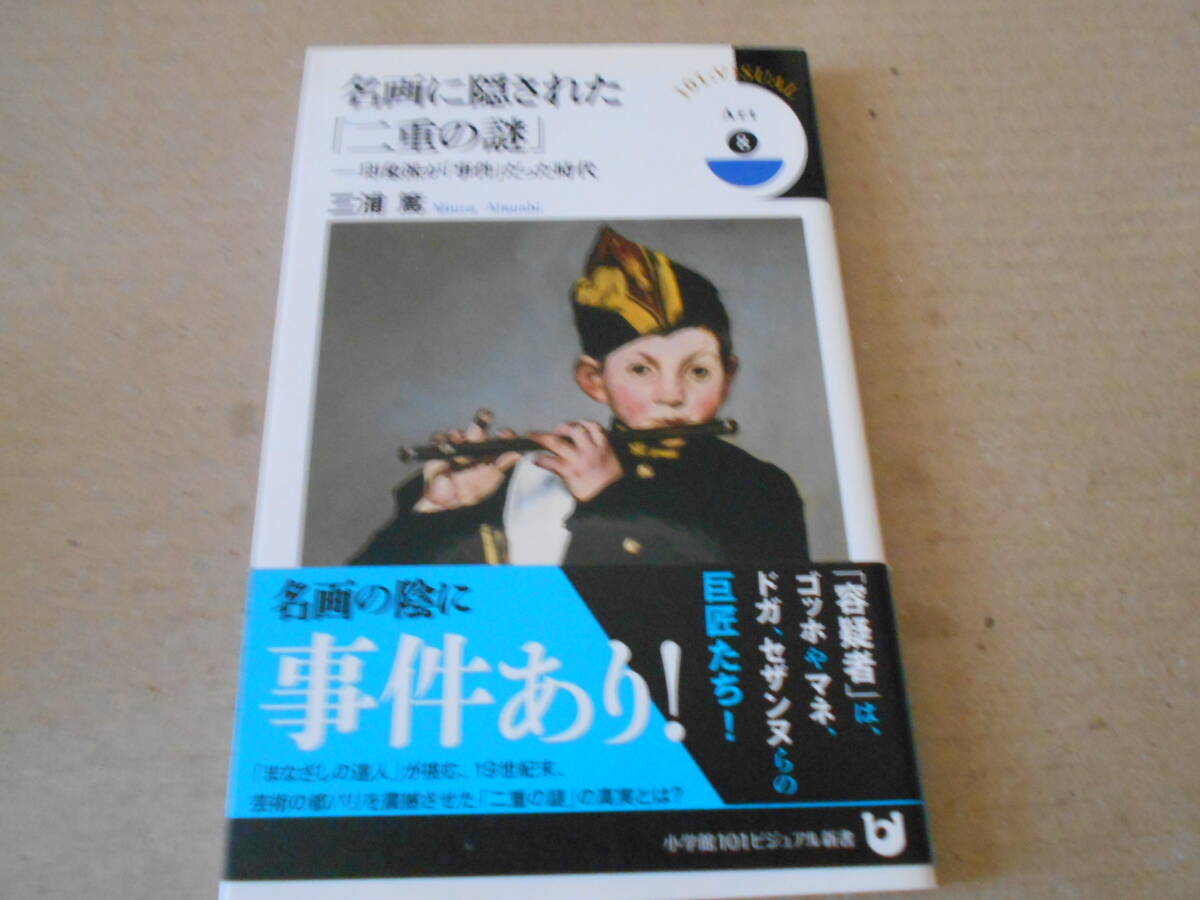 名画に隠された
「二重の謎」
―印象派が「事件」だった時代
三浦 篤 Miura, Atsushi
101 VISUAL
Art
8
名画の陰に
事件あり!
「まなざしの達人」が挑む、19世紀末、
芸術の都パリを震撼させた「二重の謎」の真実とは?
「容疑者」は、
ゴッホやマネ、
ドガ、セザンヌらの
巨匠たち!
小学館101ビジュアル新書